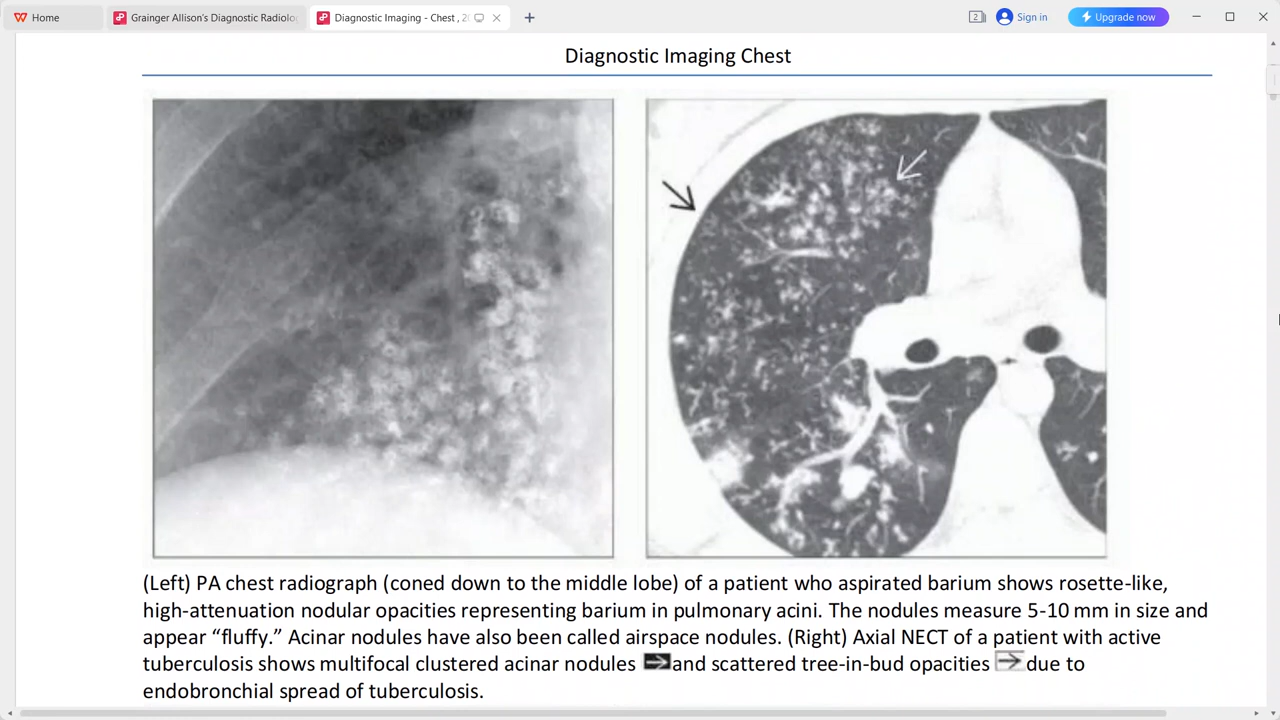 Home
Grainger Allison's Diagnostic Radiolo
Diagnostic Imaging - Chest , 2
2
Sign in
Upgrade now
Diagnostic Imaging Chest
(Left) PA chest radiograph (coned down to the middle lobe) of a patient who aspirated barium shows rosette-like,
high-attenuation nodular opacities representing barium in pulmonary acini. The nodules measure 5-10 mm in size and
appear “fluffy.” Acinar nodules have also been called airspace nodules. (Right) Axial NECT of a patient with active
tuberculosis shows multifocal clustered acinar nodules and scattered tree-in-bud opacities due to
endobronchial spread of tuberculosis.